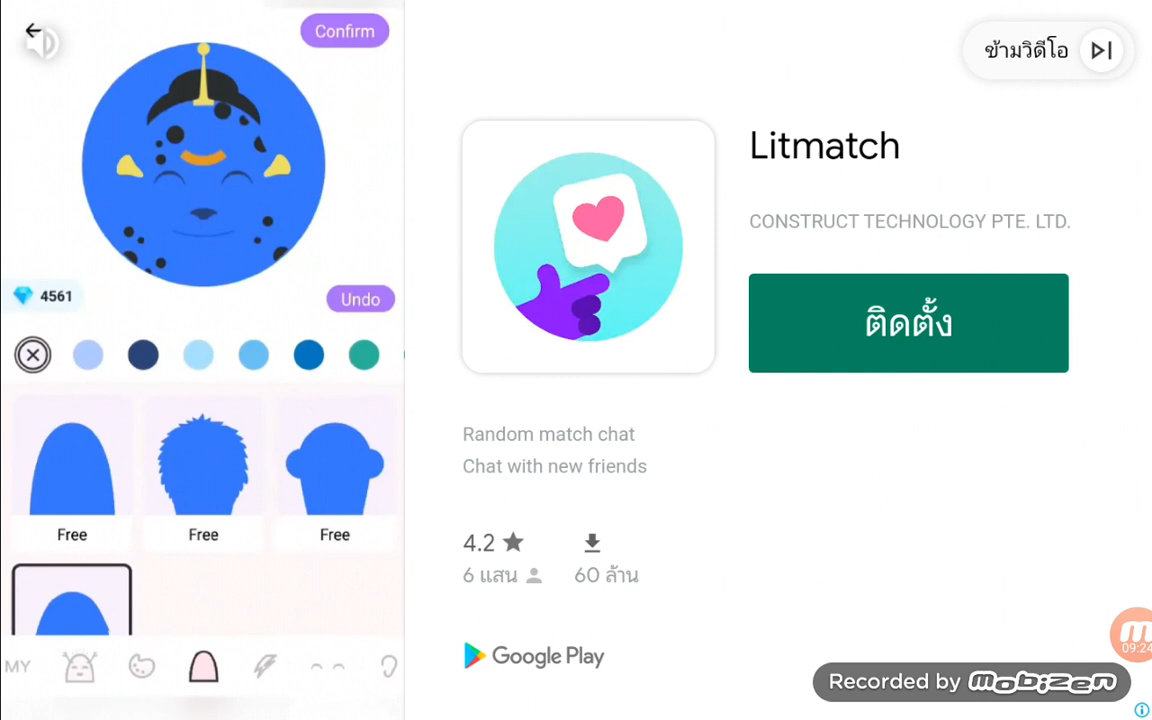 Confirm
4561
Undo
Free
Free
Free
MY
ข้ามวิดีโอ
Litmatch
CONSTRUCT TECHNOLOGY PTE. LTD.
ติดตั้ง
Random match chat
Chat with new friends
4.2
6 แสน
60 ล้าน
Google Play
09:24
Recorded by mobizen